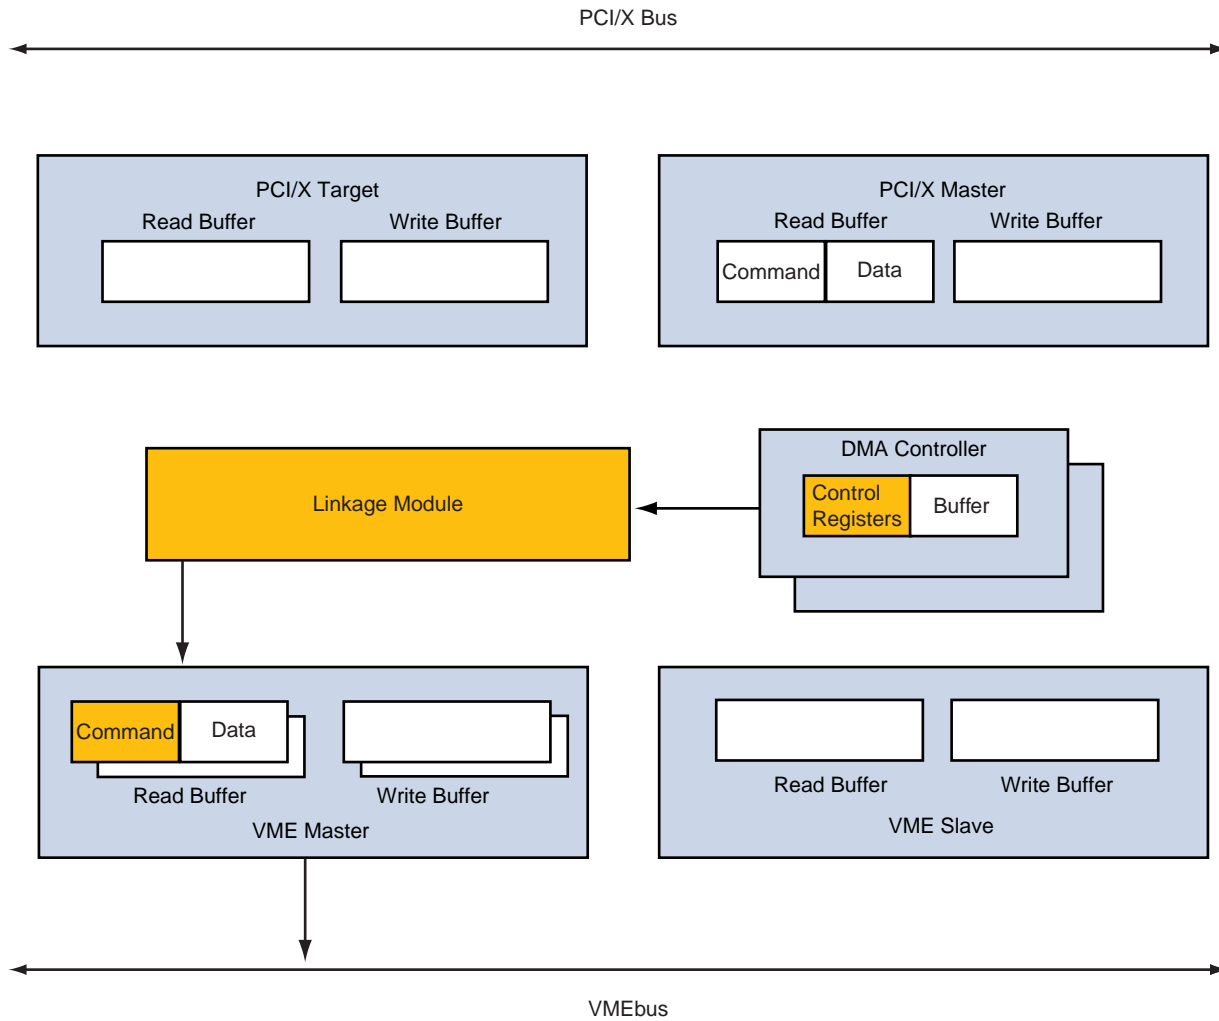 PCI/X Bus
PCI/X Target
Read Buffer
Write Buffer
PCI/X Master
Read Buffer
Write Buffer
Command
Data
Linkage Module
DMA Controller
Control
Registers
Buffer
Command
Data
Read Buffer
Write Buffer
VME Master
Read Buffer
Write Buffer
VME Slave
VMEbus